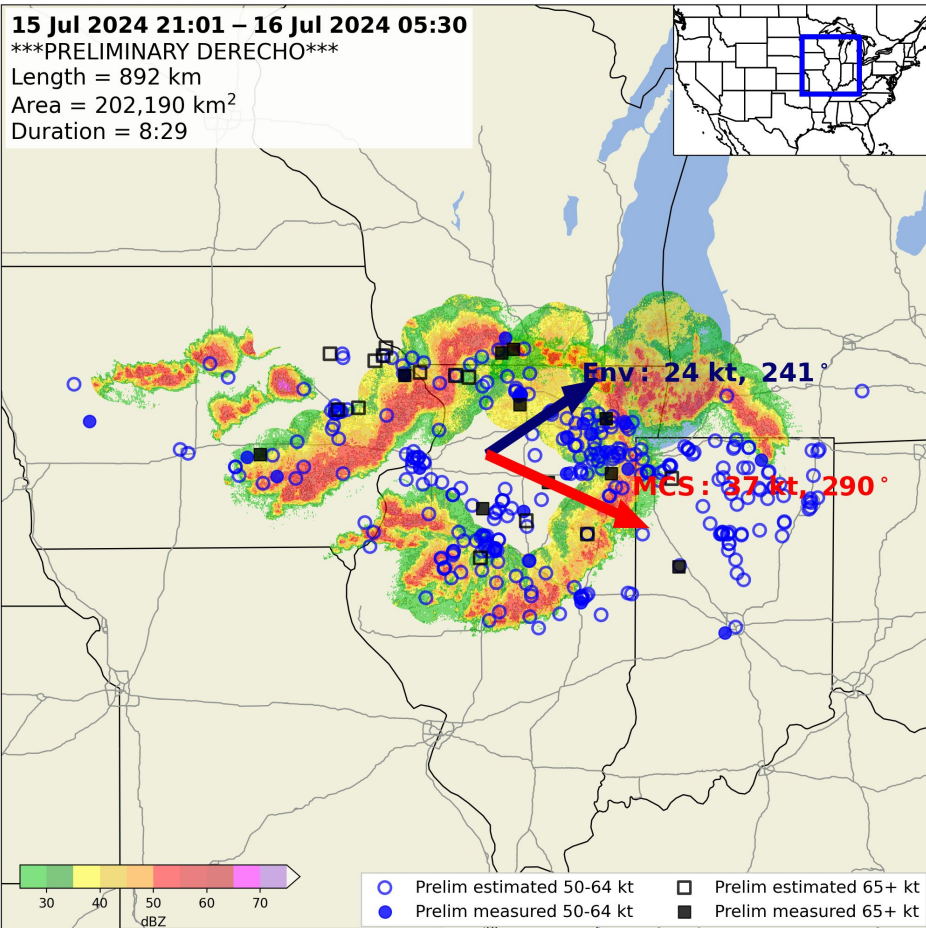 15 Jul 2024 21:01 – 16 Jul 2024 05:30
***PRELIMINARY DERECHO***
Length = 892 km
Area = 202,190 km²
Duration = 8:29
Env: 24 kt, 241°
MCS: 37 kt, 290°
30 40 50 60 70
dBZ
Prelim estimated 50-64 kt
Prelim measured 50-64 kt
Prelim estimated 65+ kt
Prelim measured 65+ kt